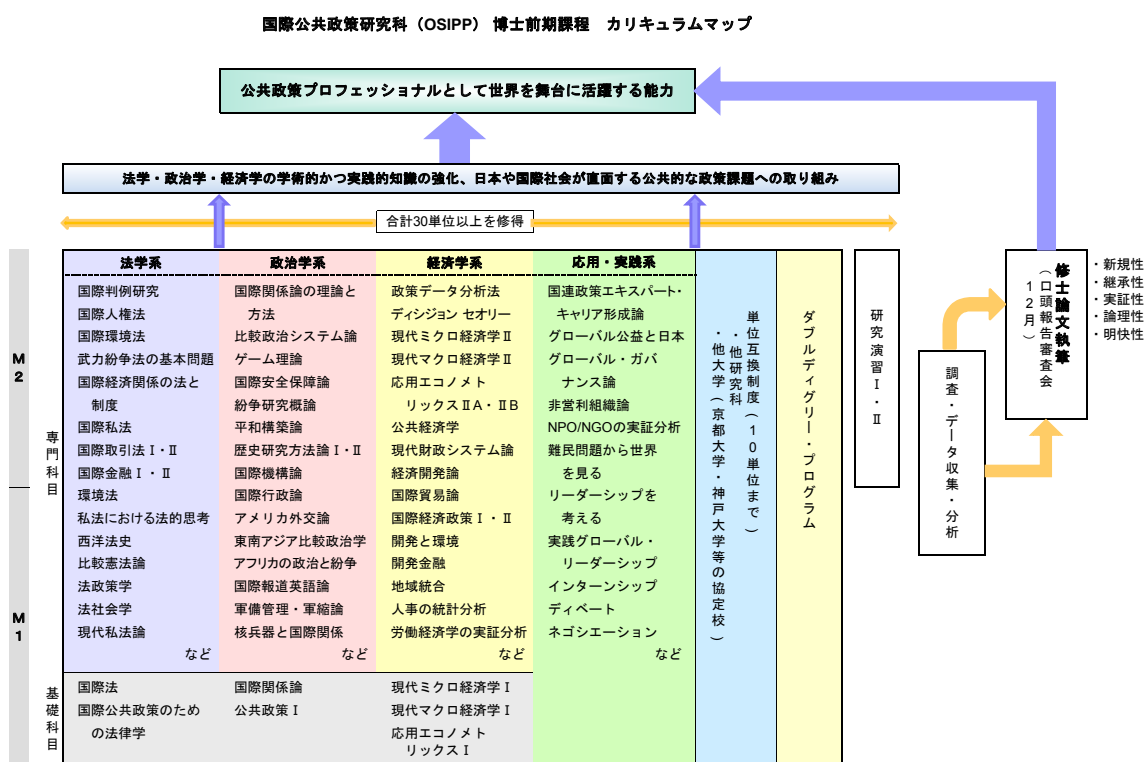 国際公共政策研究科（OSIPP） 博士前期課程　カリキュラムマップ
公共政策プロフェッショナルとして世界を舞台に活躍する能力
法学・政治学・経済学の学術的かつ実践的知識の強化、日本や国際社会が直面する公共的な政策課題への取り組み
合計30単位以上を修得
M2
M1
専門科目
基礎科目
法学系
国際判例研究
国際人権法
国際環境法
武力紛争法の基本問題
国際経済関係の法と
制度
国際私法
国際取引法Ⅰ・Ⅱ
国際金融Ⅰ・Ⅱ
環境法
私法における法的思考
西洋法史
比較憲法論
法政策学
法社会学
現代私法論
など
国際法
国際公共政策のため
の法律学
政治学系
国際関係論の理論と
方法
比較政治システム論
ゲーム理論
国際安全保障論
紛争研究概論
平和構築論
歴史研究方法論Ⅰ・Ⅱ
国際機構論
国際行政論
アメリカ外交論
東南アジア比較政治学
アフリカの政治と紛争
国際報道英語論
軍備管理・軍縮論
核兵器と国際関係
など
国際関係論
公共政策Ⅰ
経済学系
政策データ分析法
ディシジョン セオリー
現代ミクロ経済学Ⅱ
現代マクロ経済学Ⅱ
応用エコノメト
リックスⅡA・ⅡB
公共経済学
現代財政システム論
経済開発論
国際貿易論
国際経済政策Ⅰ・Ⅱ
開発と環境
開発金融
地域統合
人事の統計分析
労働経済学の実証分析
など
現代ミクロ経済学Ⅰ
現代マクロ経済学Ⅰ
応用エコノメト
リックスⅠ
応用・実践系
国連政策エキスパート・
キャリア形成論
グローバル公益と日本
グローバル・ガバ
ナンス論
非営利組織論
NPO/NGOの実証分析
難民問題から世界
を見る
リーダーシップを
考える
実践グローバル・
リーダーシップ
インターンシップ
ディベート
ネゴシエーション
など
単位互換制度（10単位まで）
・他研究科
・他大学（京都大学・神戸大学等の協定校）
ダブルディグリー・プログラム
研究演習Ⅰ・Ⅱ
調査・データ収集・分析
修士論文執筆
（口頭報告審査会
12月）
・新規性
・継承性
・実証性
・論理性
・明快性